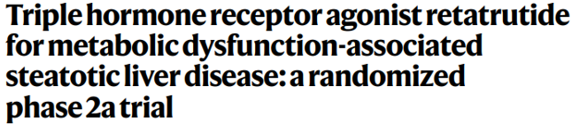 Triple hormone receptor agonist retatrutide
for metabolic dysfunction-associated
steatotic liver disease: a randomized
phase 2a trial